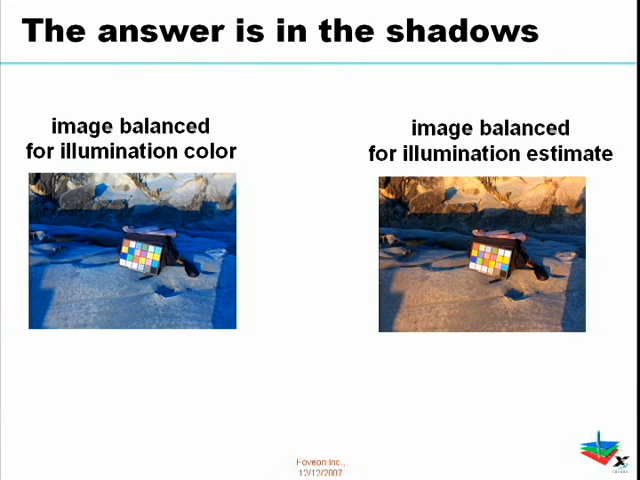 The answer is in the shadows
image balanced
for illumination color
image balanced
for illumination estimate
Foveon Inc.,
12/12/2007